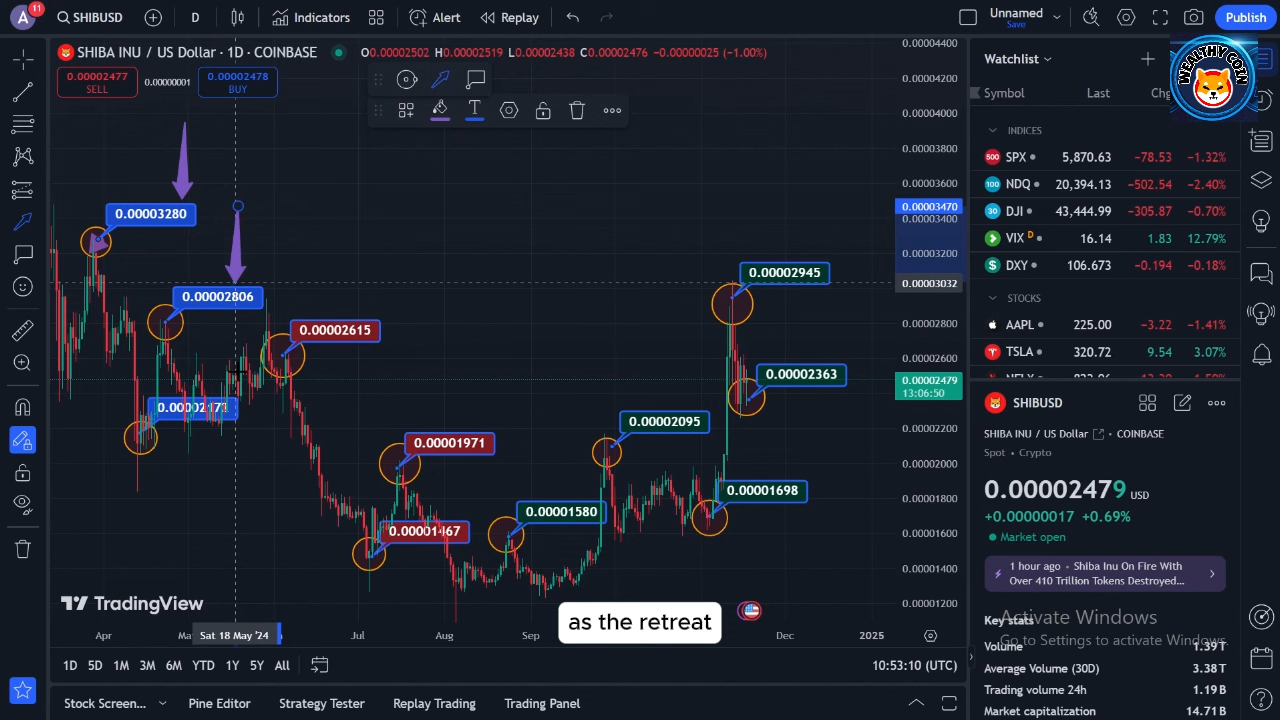 A 11 SHIBUSD D Indicators Alert Replay Unnamed Save Publish
SHIBA INU / US Dollar · 1D · COINBASE O0.00002502 H0.00002519 L0.00002438 C0.00002476 −0.00000025 (−1.00%)
0.00002477 SELL 0.00000001 0.00002478 BUY
0.00004400
0.00004200
0.00004000
0.00003800
0.00003600
0.00003470
0.00003400
0.00003200
0.00003032
0.00002800
0.00002600
0.00002479
13:06:50
0.00002200
0.00002000
0.00001800
0.00001600
0.00001400
0.00001200
0.00003280
0.00002806
0.00002615
0.00001971
0.00001467
0.00001580
0.00002095
0.00001698
0.00002945
0.00002363
TradingView
as the retreat
Apr Sat 18 May '24 Jul Aug Sep Dec 2025
1D 5D 1M 3M 6M YTD 1Y 5Y All 10:53:10 (UTC)
Stock Screen... Pine Editor Strategy Tester Replay Trading Trading Panel
Watchlist
WEALTHY COIN
Symbol Last Chg
INDICES
SPX 5,870.63 −78.53 −1.32%
NDQ 20,394.13 −502.54 −2.40%
DJI 43,444.99 −305.87 −0.70%
VIX D 16.14 1.83 12.79%
DXY 106.673 −0.194 −0.18%
STOCKS
AAPL 225.00 −3.22 −1.41%
TSLA 320.72 9.54 3.07%
SHIBUSD
SHIBA INU / US Dollar COINBASE
Spot • Crypto
0.00002479 USD
+0.00000017 +0.69%
Market open
1 hour ago • Shiba Inu On Fire With
Over 410 Trillion Tokens Destroyed...
Activate Windows
Key stats
Go to Settings to activate Windows.
Volume 1.39 T
Average Volume (30D) 3.38 T
Trading volume 24h 1.19 B
Market capitalization 14.71 B